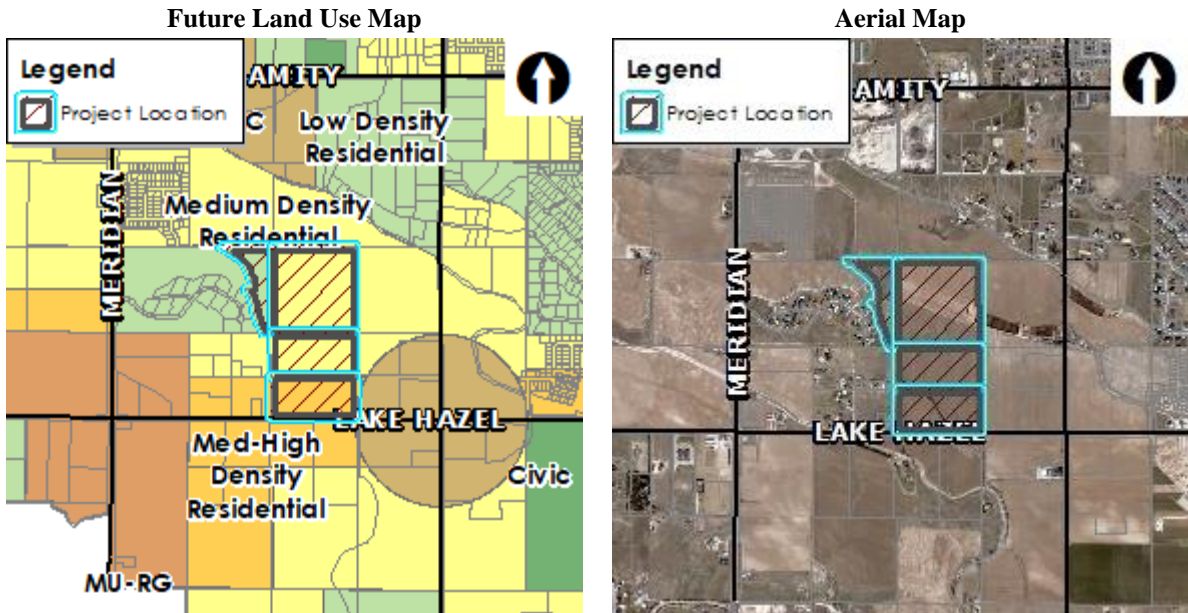 Future Land Use Map
Legend
Project Location
AMITY
C
Low Density
Residential
Medium Density
Residential
MERIDIAN
LAKE HAZEL
Med-High
Density
Residential
Civic
MU-RG
Aerial Map
Legend
Project Location
AMITY
MERIDIAN
LAKE HAZEL